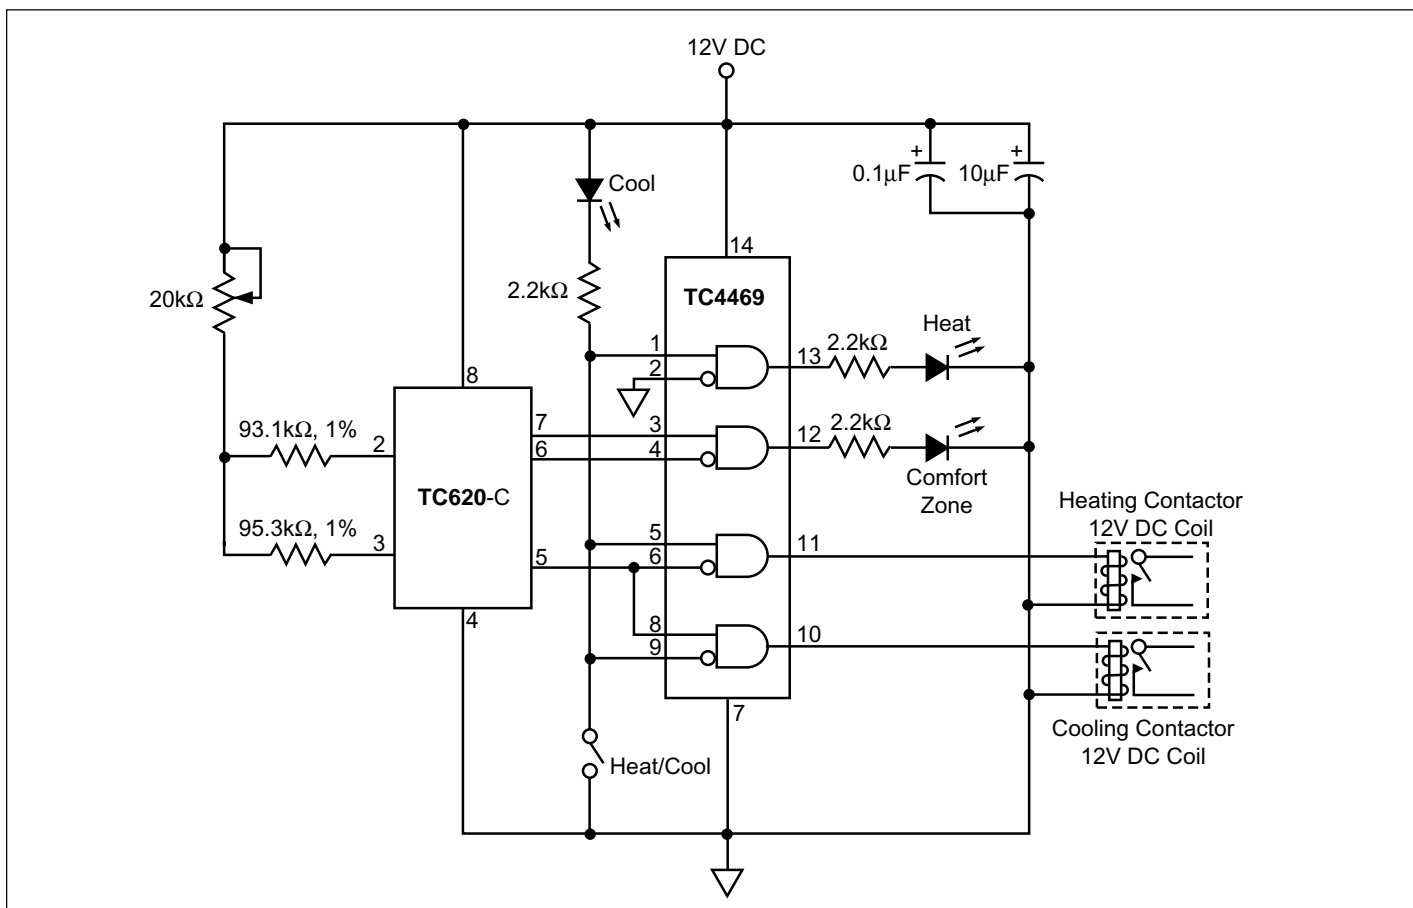 12V DC
Cool
0.1µF
10µF
14
2.2kΩ
TC4469
20kΩ
Heat
1
2
13
2.2kΩ
8
7
6
3
4
12
2.2kΩ
93.1kΩ, 1%
2
Comfort
Zone
TC620-C
Heating Contactor
12V DC Coil
95.3kΩ, 1%
3
5
5
6
11
4
8
9
10
7
Heat/Cool
Cooling Contactor
12V DC Coil